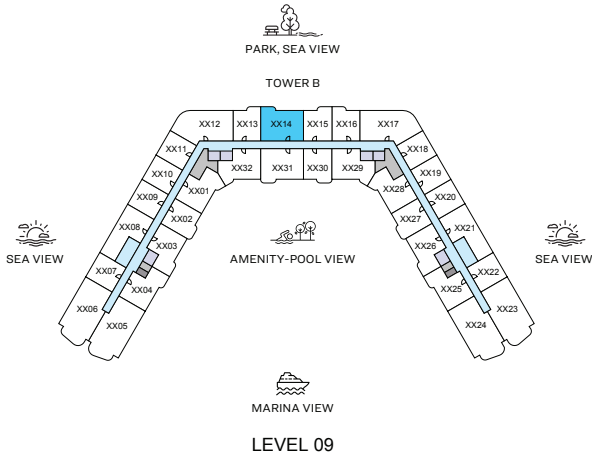 PARK, SEA VIEW
TOWER B
XX12 XX13 XX14 XX15 XX16 XX17
XX11 XX18
XX32 XX31 XX30 XX29
XX10 XX19
XX01 XX28
XX09 XX20
XX02 XX27
XX08 XX21
XX03 XX26
SEA VIEW
AMENITY-POOL VIEW
SEA VIEW
XX07 XX22
XX04 XX25
XX06 XX23
XX05 XX24
MARINA VIEW
LEVEL 09